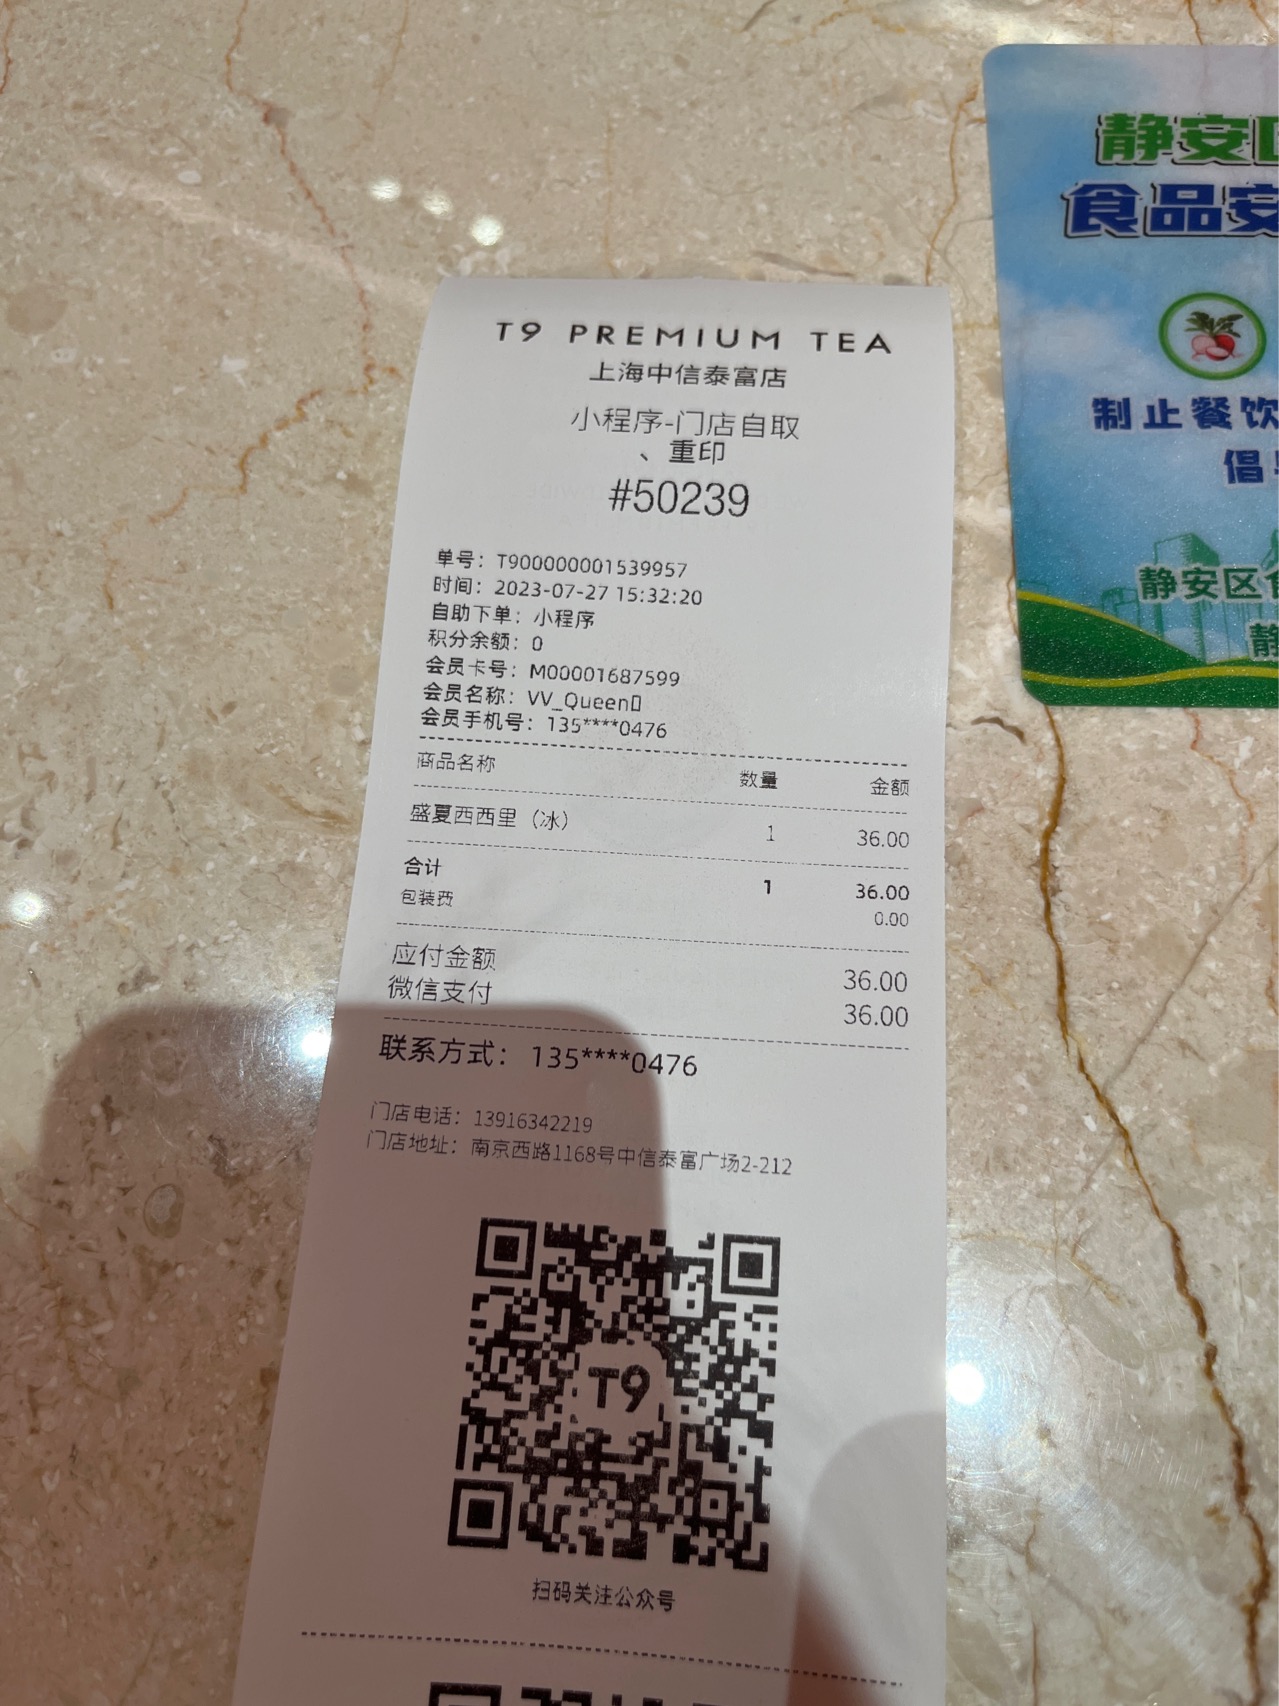 T9 PREMIUM TEA
上海中信泰富店
小程序-门店自取
、重印
#50239
单号：T900000001539957
时间：2023-07-27 15:32:20
自助下单：小程序
积分余额：0
会员卡号：M00001687599
会员名称：VV_Queen
会员手机号：135****0476
商品名称 数量 金额
盛夏西西里（冰） 1 36.00
合计 1 36.00
包装费 0.00
应付金额 36.00
微信支付 36.00
联系方式： 135****0476
门店电话：13916342219
门店地址：南京西路1168号中信泰富广场2-212
T9
扫码关注公众号
静安
食品安
制止餐饮
倡
静安区
静